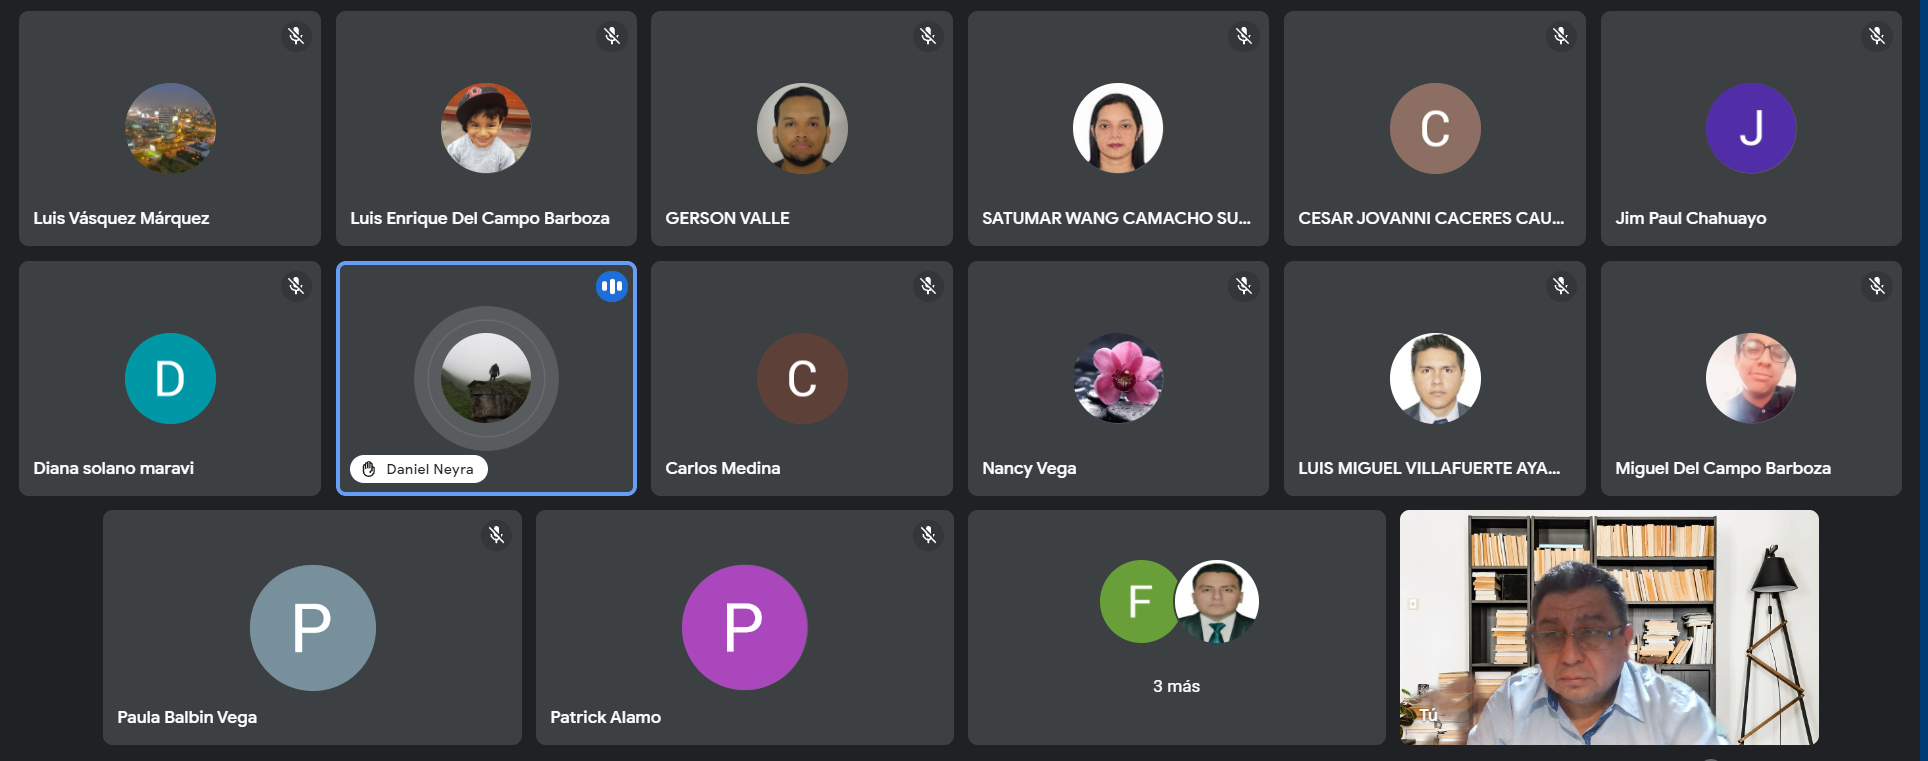 Luis Vásquez Márquez
Luis Enrique Del Campo Barboza
GERSON VALLE
SATUMAR WANG CAMACHO SU...
C
CESAR JOVANNI CACERES CAU...
J
Jim Paul Chahuayo
D
Diana solano maravi
Daniel Neyra
C
Carlos Medina
Nancy Vega
LUIS MIGUEL VILLAFUERTE AYA...
Miguel Del Campo Barboza
P
Paula Balbin Vega
P
Patrick Alamo
F
3 más
Tú